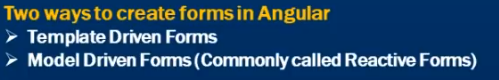 Two ways to create forms in Angular
➢ Template Driven Forms
➢ Model Driven Forms (Commonly called Reactive Forms)